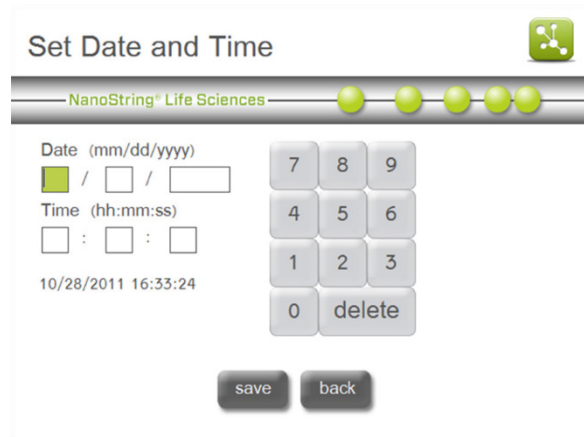 Set Date and Time
NanoString® Life Sciences
Date (mm/dd/yyyy)
/ /
Time (hh:mm:ss)
: :
10/28/2011 16:33:24
7 8 9
4 5 6
1 2 3
0 delete
save back